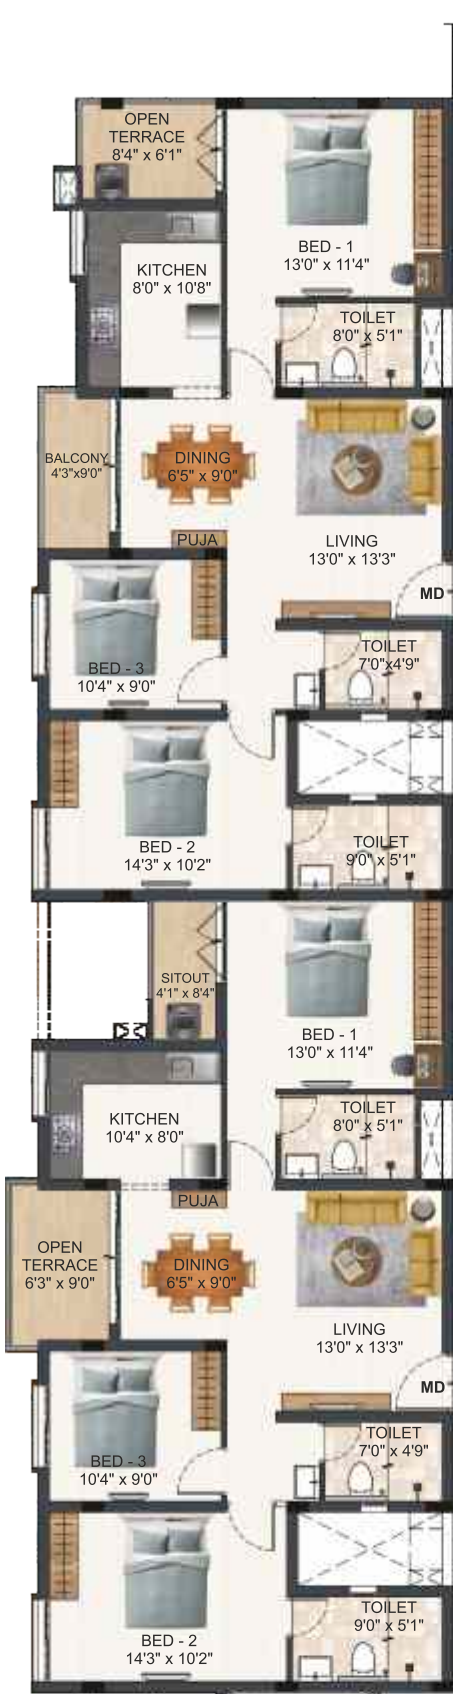 OPEN
TERRACE
8'4" x 6'1"
BED - 1
13'0" x 11'4"
KITCHEN
8'0" x 10'8"
TOILET
8'0" x 5'1"
BALCONY
4'3"x9'0"
DINING
6'5" x 9'0"
PUJA
LIVING
13'0" x 13'3"
MD
TOILET
7'0"x4'9"
BED - 3
10'4" x 9'0"
BED - 2
14'3" x 10'2"
TOILET
9'0" x 5'1"
SITOUT
4'1" x 8'4"
BED - 1
13'0" x 11'4"
KITCHEN
10'4" x 8'0"
TOILET
8'0" x 5'1"
PUJA
OPEN
TERRACE
6'3" x 9'0"
DINING
6'5" x 9'0"
LIVING
13'0" x 13'3"
MD
TOILET
7'0" x 4'9"
BED - 3
10'4" x 9'0"
BED - 2
14'3" x 10'2"
TOILET
9'0" x 5'1"